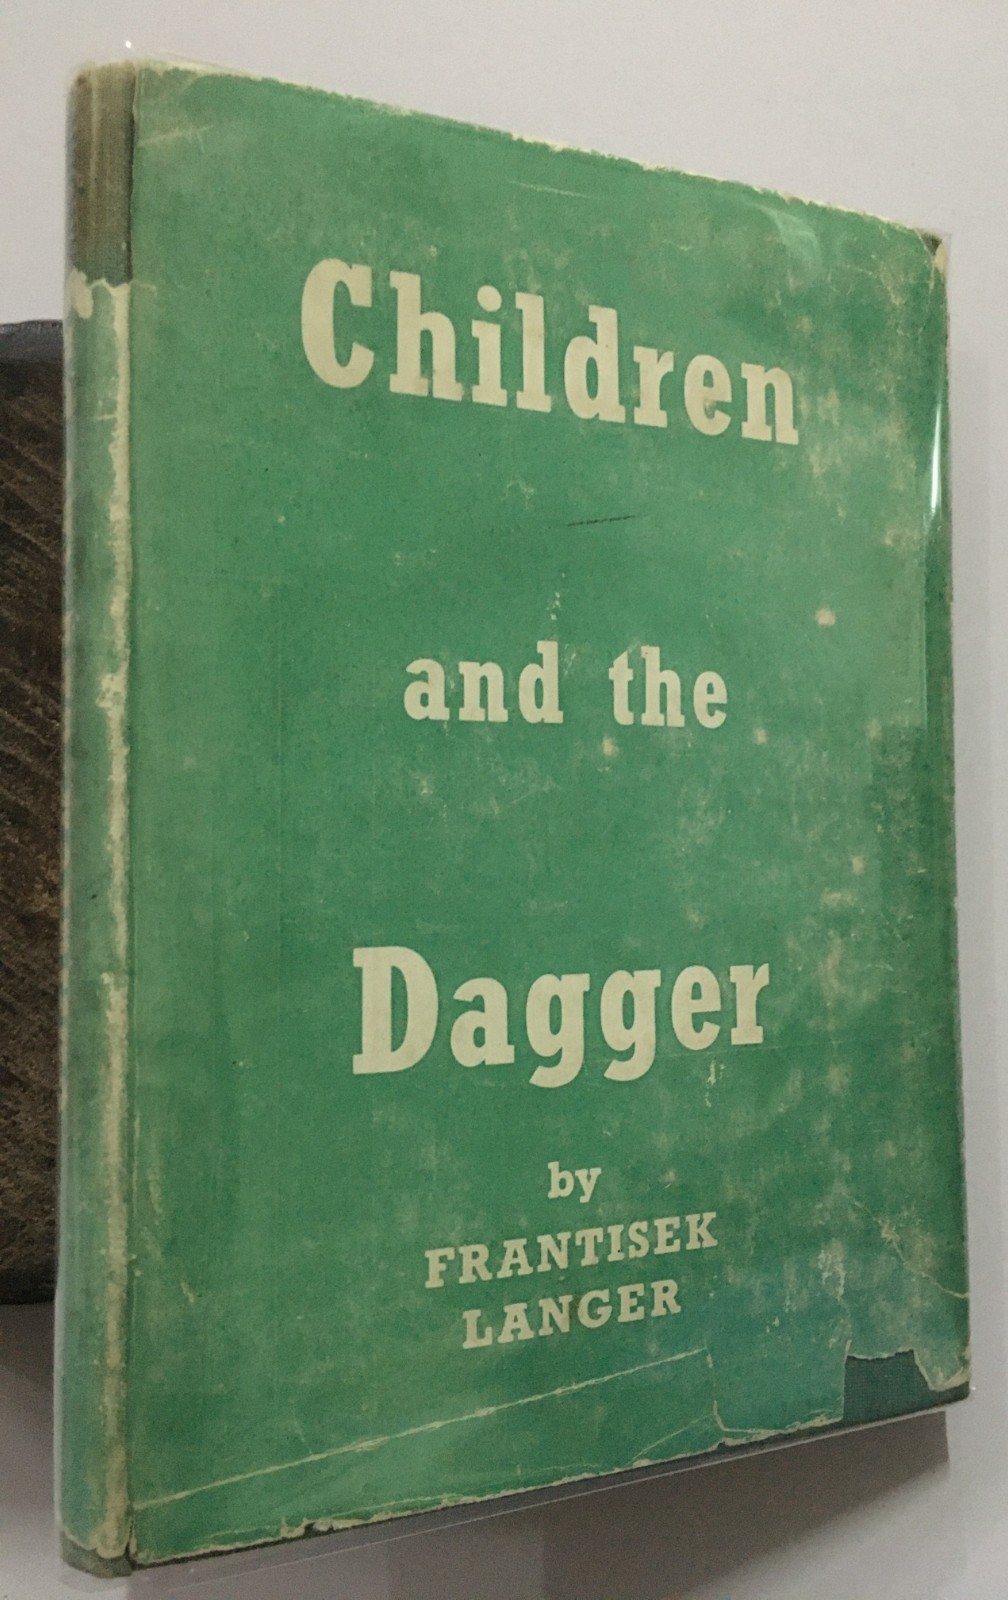 Children
and the
Dagger
by
FRANTISEK
LANGER